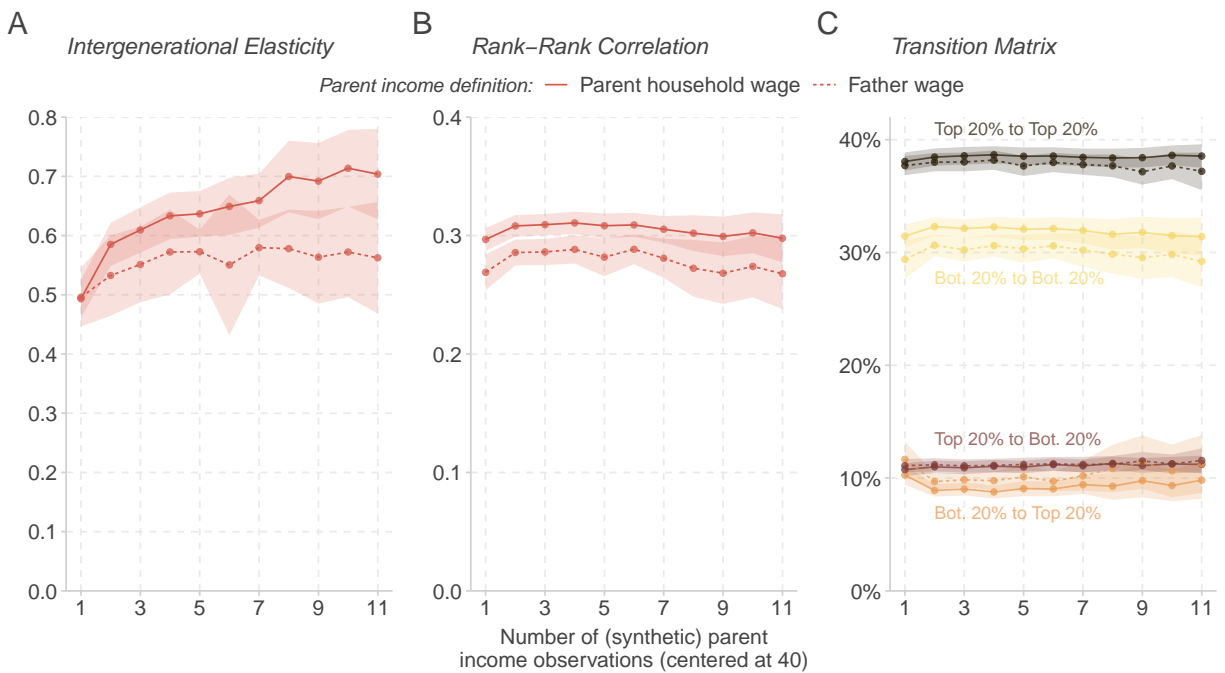 A
Intergenerational Elasticity
B
Rank−Rank Correlation
C
Transition Matrix
Parent income definition: Parent household wage Father wage
0.8
0.7
0.6
0.5
0.4
0.3
0.2
0.1
0.0
1 3 5 7 9 11
0.4
0.3
0.2
0.1
0.0
1 3 5 7 9 11
Number of (synthetic) parent
income observations (centered at 40)
40%
30%
20%
10%
0%
Top 20% to Top 20%
Bot. 20% to Bot. 20%
Top 20% to Bot. 20%
Bot. 20% to Top 20%
1 3 5 7 9 11